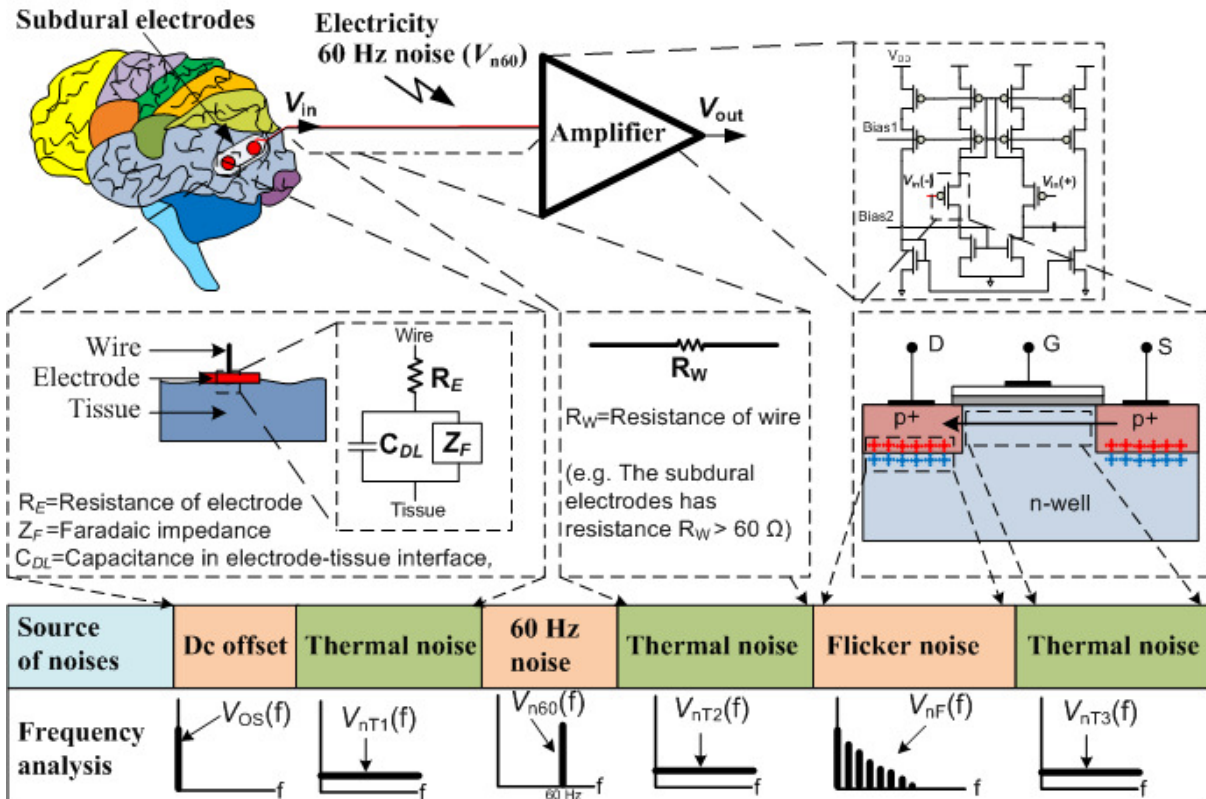 Subdural electrodes
Electricity
60 Hz noise (Vn60)
Vin
Amplifier
Vout
VDD
Bias1
Vin(-)
Vin(+)
Bias2
Wire
Electrode
Tissue
Wire
RE
CDL
ZF
Tissue
RE=Resistance of electrode
ZF=Faradaic impedance
CDL=Capacitance in electrode-tissue interface,
RW
RW=Resistance of wire
(e.g. The subdural
electrodes has
resistance RW > 60 Ω)
D
G
S
p+
p+
n-well
Source
of noises
Dc offset
Thermal noise
60 Hz
noise
Thermal noise
Flicker noise
Thermal noise
Frequency
analysis
VOS(f)
f
VnT1(f)
f
Vn60(f)
f
60 Hz
VnT2(f)
f
VnF(f)
f
VnT3(f)
f